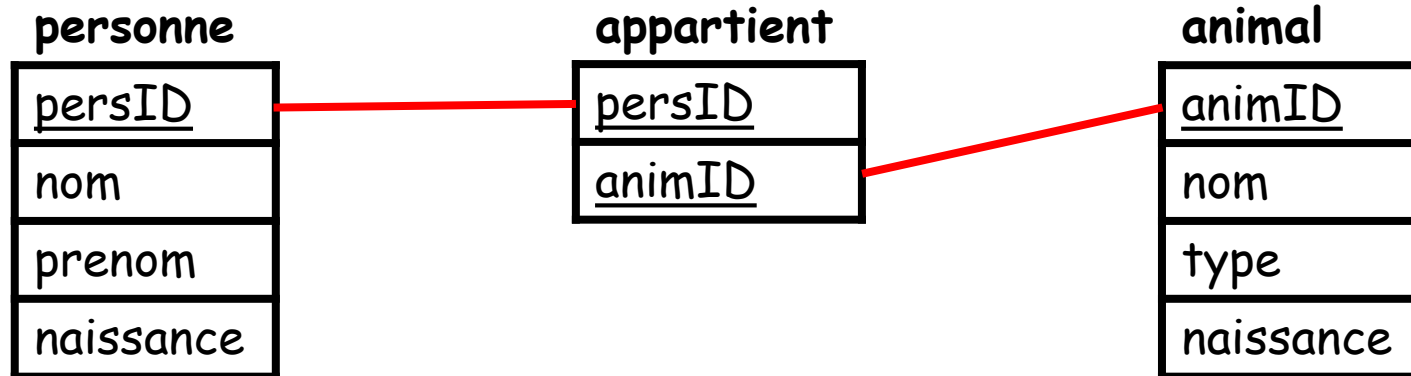 personne
persID
nom
prenom
naissance
appartient
persID
animID
animal
animID
nom
type
naissance